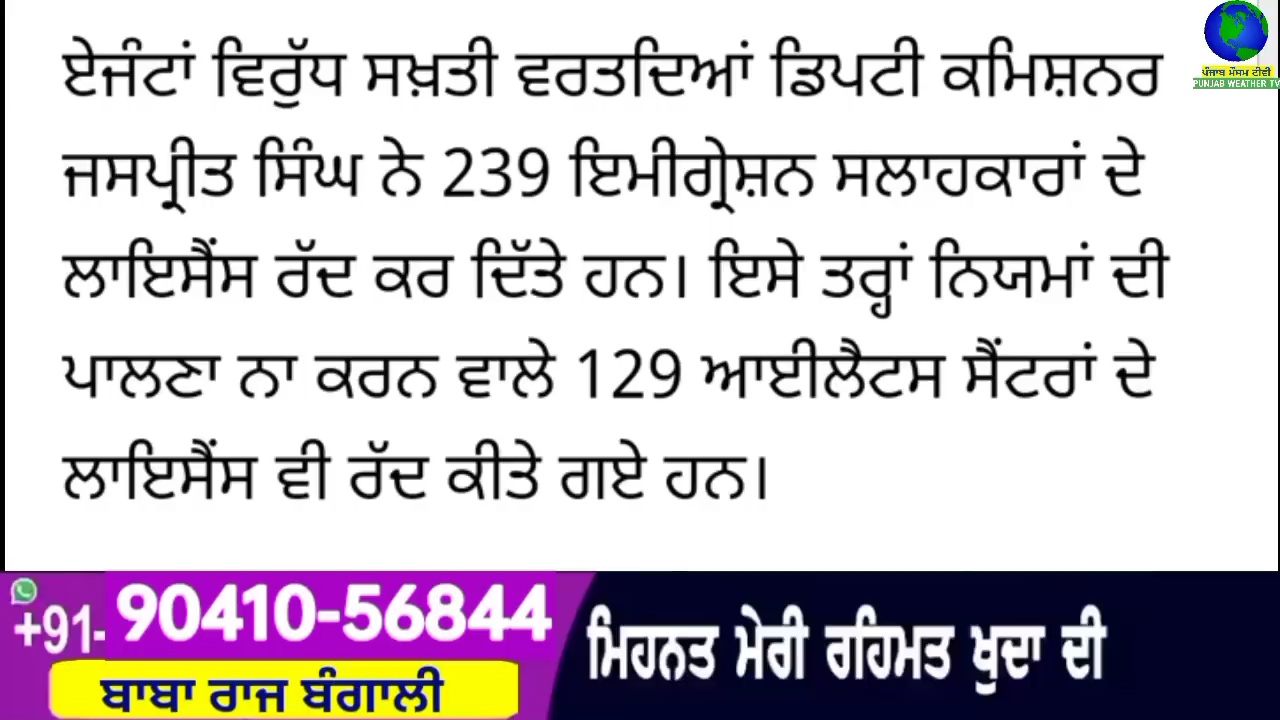 ਏਜੰਟਾਂ ਵਿਰੁੱਧ ਸਖ਼ਤੀ ਵਰਤਦਿਆਂ ਡਿਪਟੀ ਕਮਿਸ਼ਨਰ
ਜਸਪ੍ਰੀਤ ਸਿੰਘ ਨੇ 239 ਇਮੀਗ੍ਰੇਸ਼ਨ ਸਲਾਹਕਾਰਾਂ ਦੇ
ਲਾਇਸੈਂਸ ਰੱਦ ਕਰ ਦਿੱਤੇ ਹਨ। ਇਸੇ ਤਰ੍ਹਾਂ ਨਿਯਮਾਂ ਦੀ
ਪਾਲਣਾ ਨਾ ਕਰਨ ਵਾਲੇ 129 ਆਈਲੈਟਸ ਸੈਂਟਰਾਂ ਦੇ
ਲਾਇਸੈਂਸ ਵੀ ਰੱਦ ਕੀਤੇ ਗਏ ਹਨ।
ਪੰਜਾਬ ਮੌਸਮ ਟੀਵੀ
PUNJAB WEATHER TV
+91-90410-56844
ਬਾਬਾ ਰਾਜ ਬੰਗਾਲੀ
ਮਿਹਨਤ ਮੇਰੀ ਰਹਿਮਤ ਖੁਦਾ ਦੀ